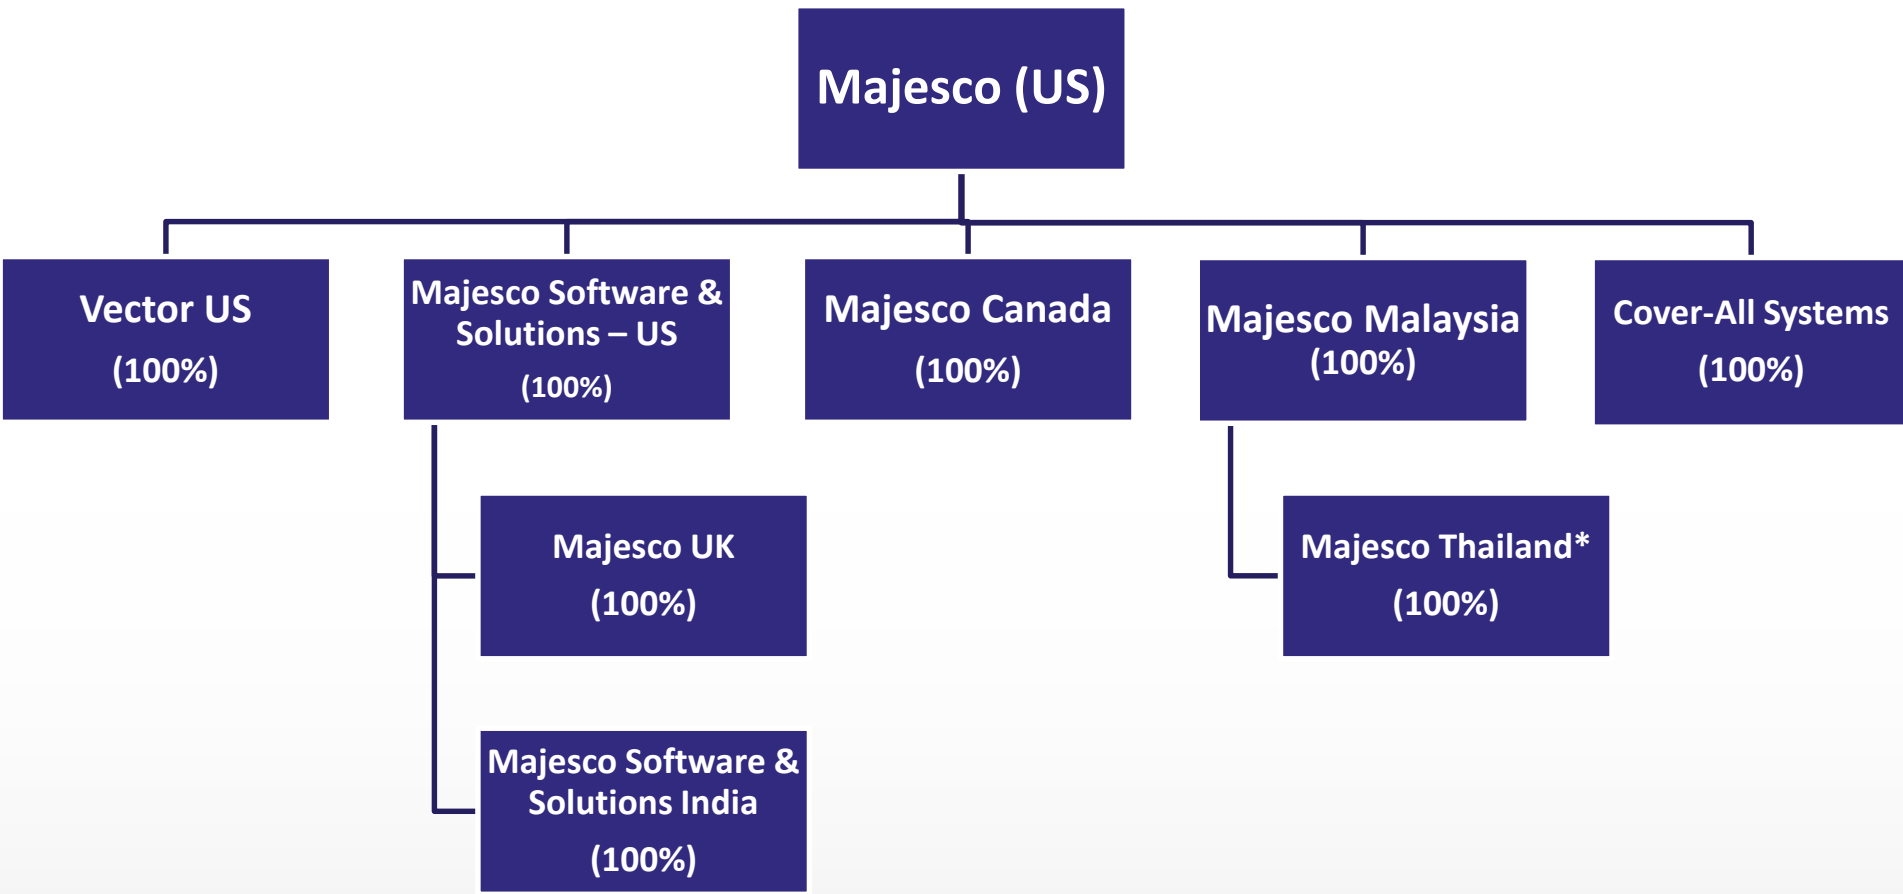 Majesco (US)
Vector US
(100%)
Majesco Software &
Solutions – US
(100%)
Majesco Canada
(100%)
Majesco Malaysia
(100%)
Cover-All Systems
(100%)
Majesco UK
(100%)
Majesco Thailand*
(100%)
Majesco Software &
Solutions India
(100%)